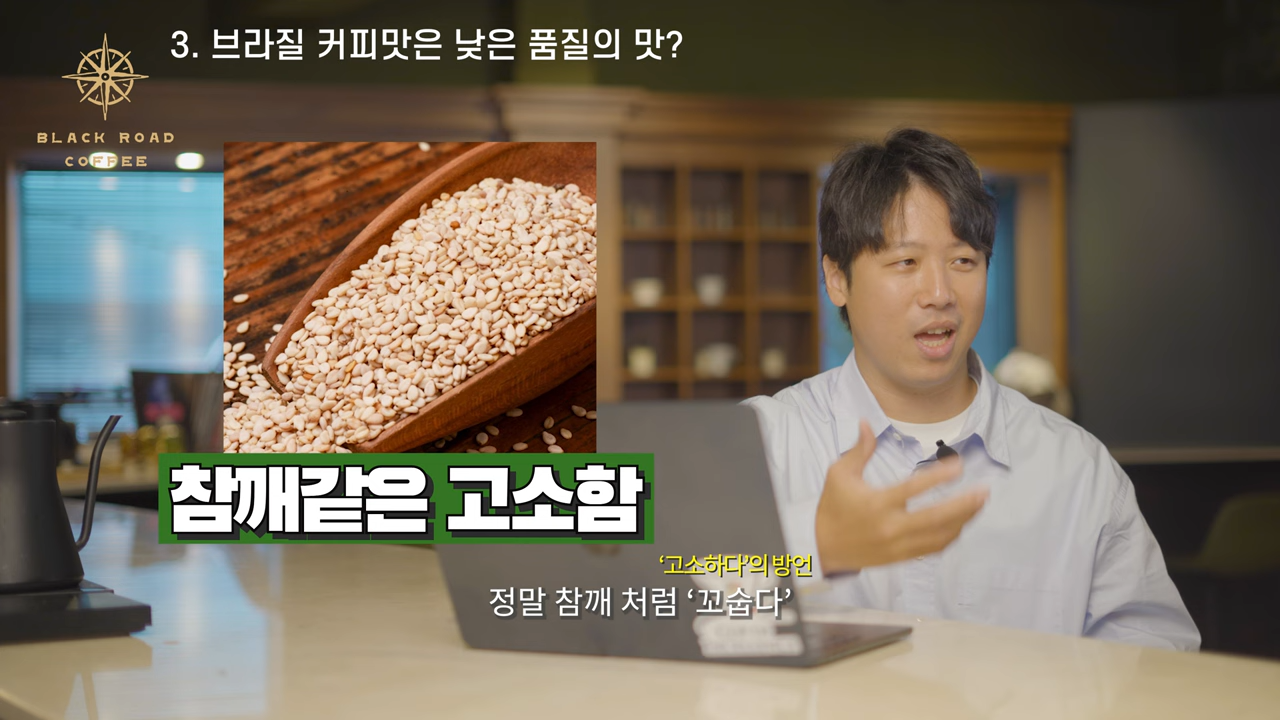 3. 브라질 커피맛은 낮은 품질의 맛?
BLACK ROAD
COFFEE
참깨같은 고소함
‘고소하다’의 방언
정말 참깨 처럼 ‘꼬숩다’